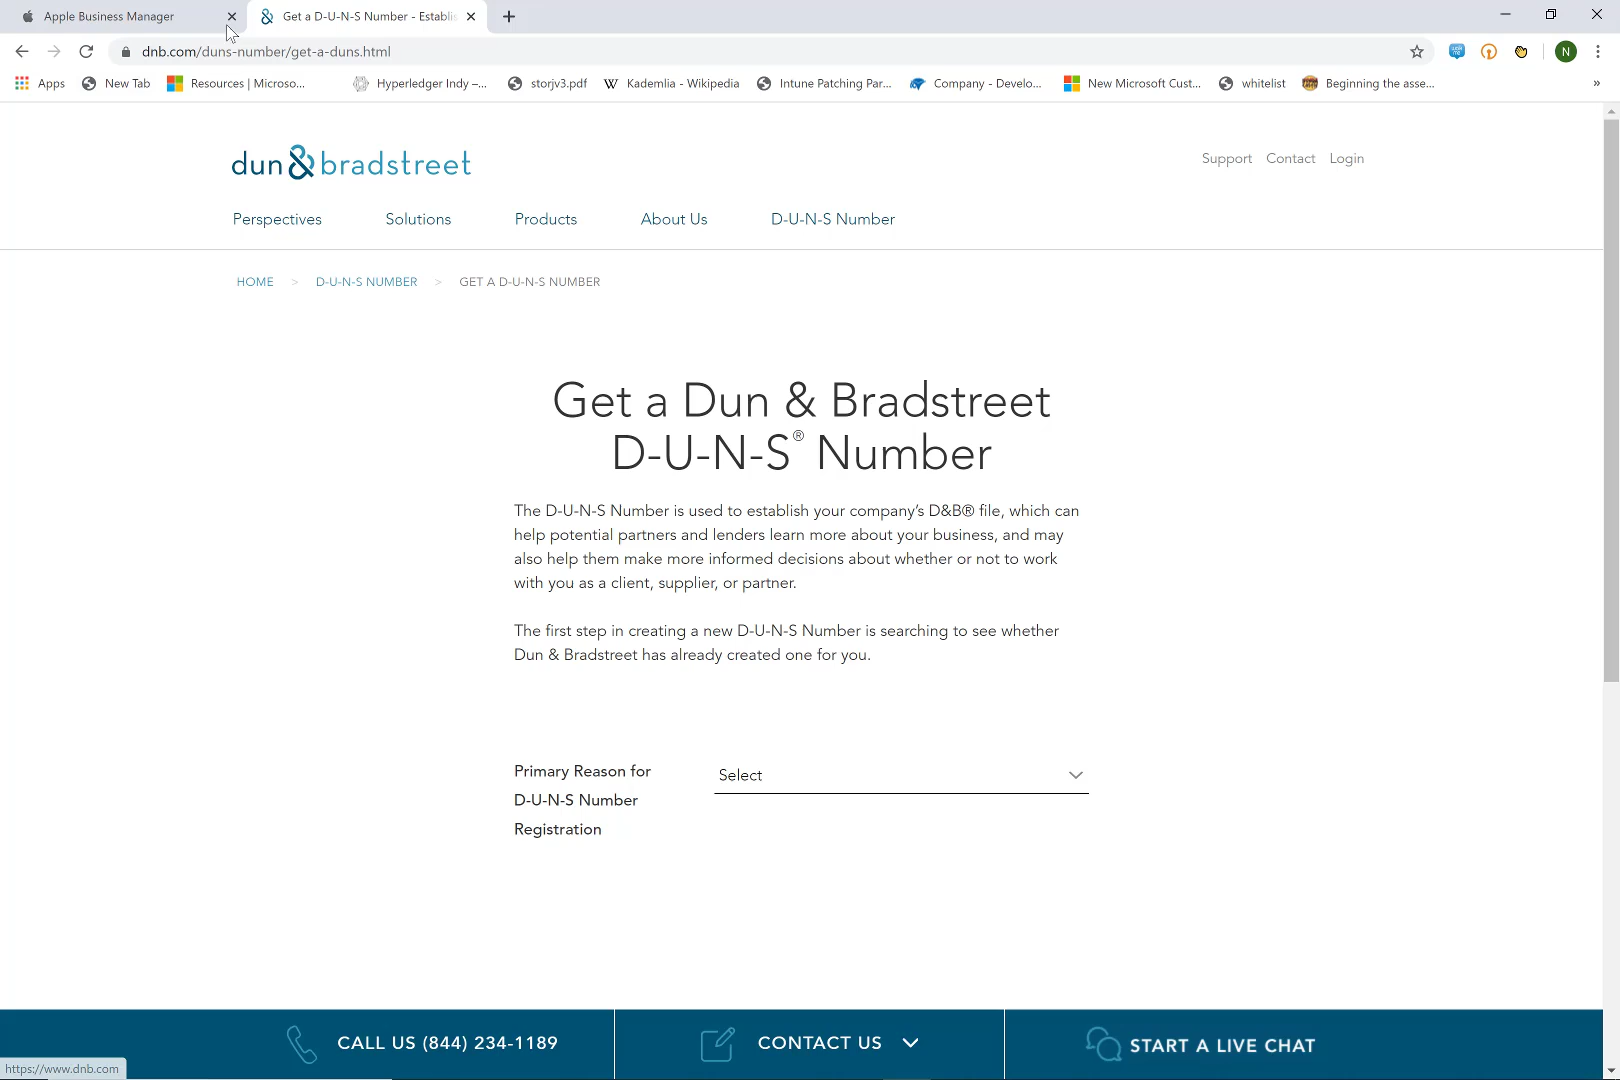 Apple Business Manager
Get a D-U-N-S Number - Establis
dnb.com/duns-number/get-a-duns.html
N
Apps
New Tab
Resources | Microso...
Hyperledger Indy –...
storjv3.pdf
W
Kademlia - Wikipedia
Intune Patching Par...
Company - Develo...
New Microsoft Cust...
whitelist
Beginning the asse...
»
dun&bradstreet
Support Contact Login
Perspectives Solutions Products About Us D-U-N-S Number
HOME > D-U-N-S NUMBER > GET A D-U-N-S NUMBER
Get a Dun & Bradstreet
D-U-N-S® Number
The D-U-N-S Number is used to establish your company’s D&B® file, which can
help potential partners and lenders learn more about your business, and may
also help them make more informed decisions about whether or not to work
with you as a client, supplier, or partner.
The first step in creating a new D-U-N-S Number is searching to see whether
Dun & Bradstreet has already created one for you.
Primary Reason for
D-U-N-S Number
Registration
Select
CALL US (844) 234-1189
CONTACT US
START A LIVE CHAT
https://www.dnb.com